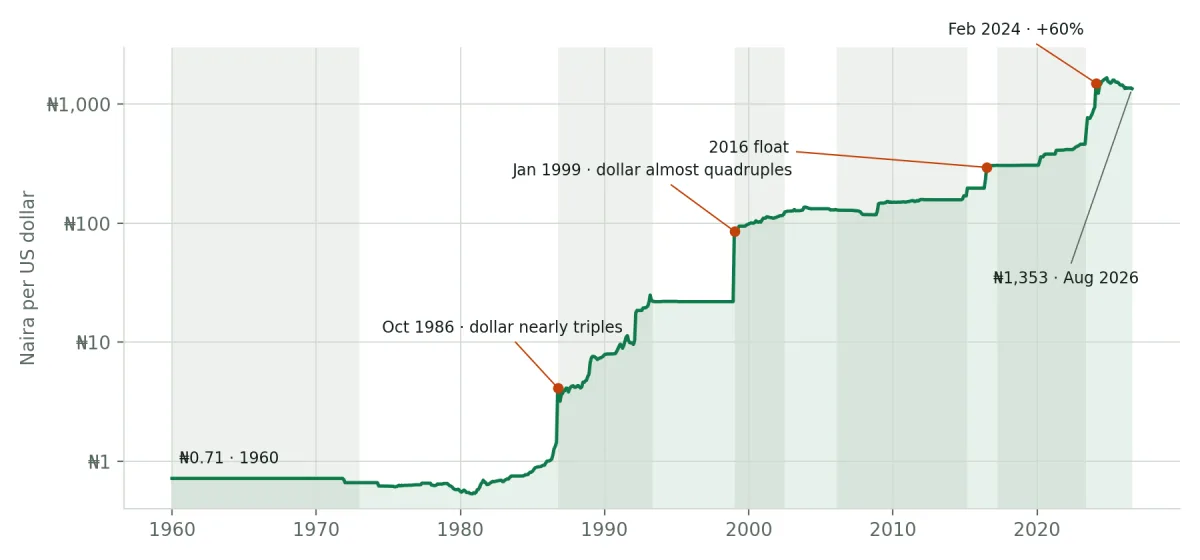 Feb 2024 · +60%
₦1,000
2016 float
Jan 1999 · dollar almost quadruples
₦100
₦1,353 · Aug 2026
Oct 1986 · dollar nearly triples
₦10
₦0.71 · 1960
₦1
Naira per US dollar
1960 1970 1980 1990 2000 2010 2020